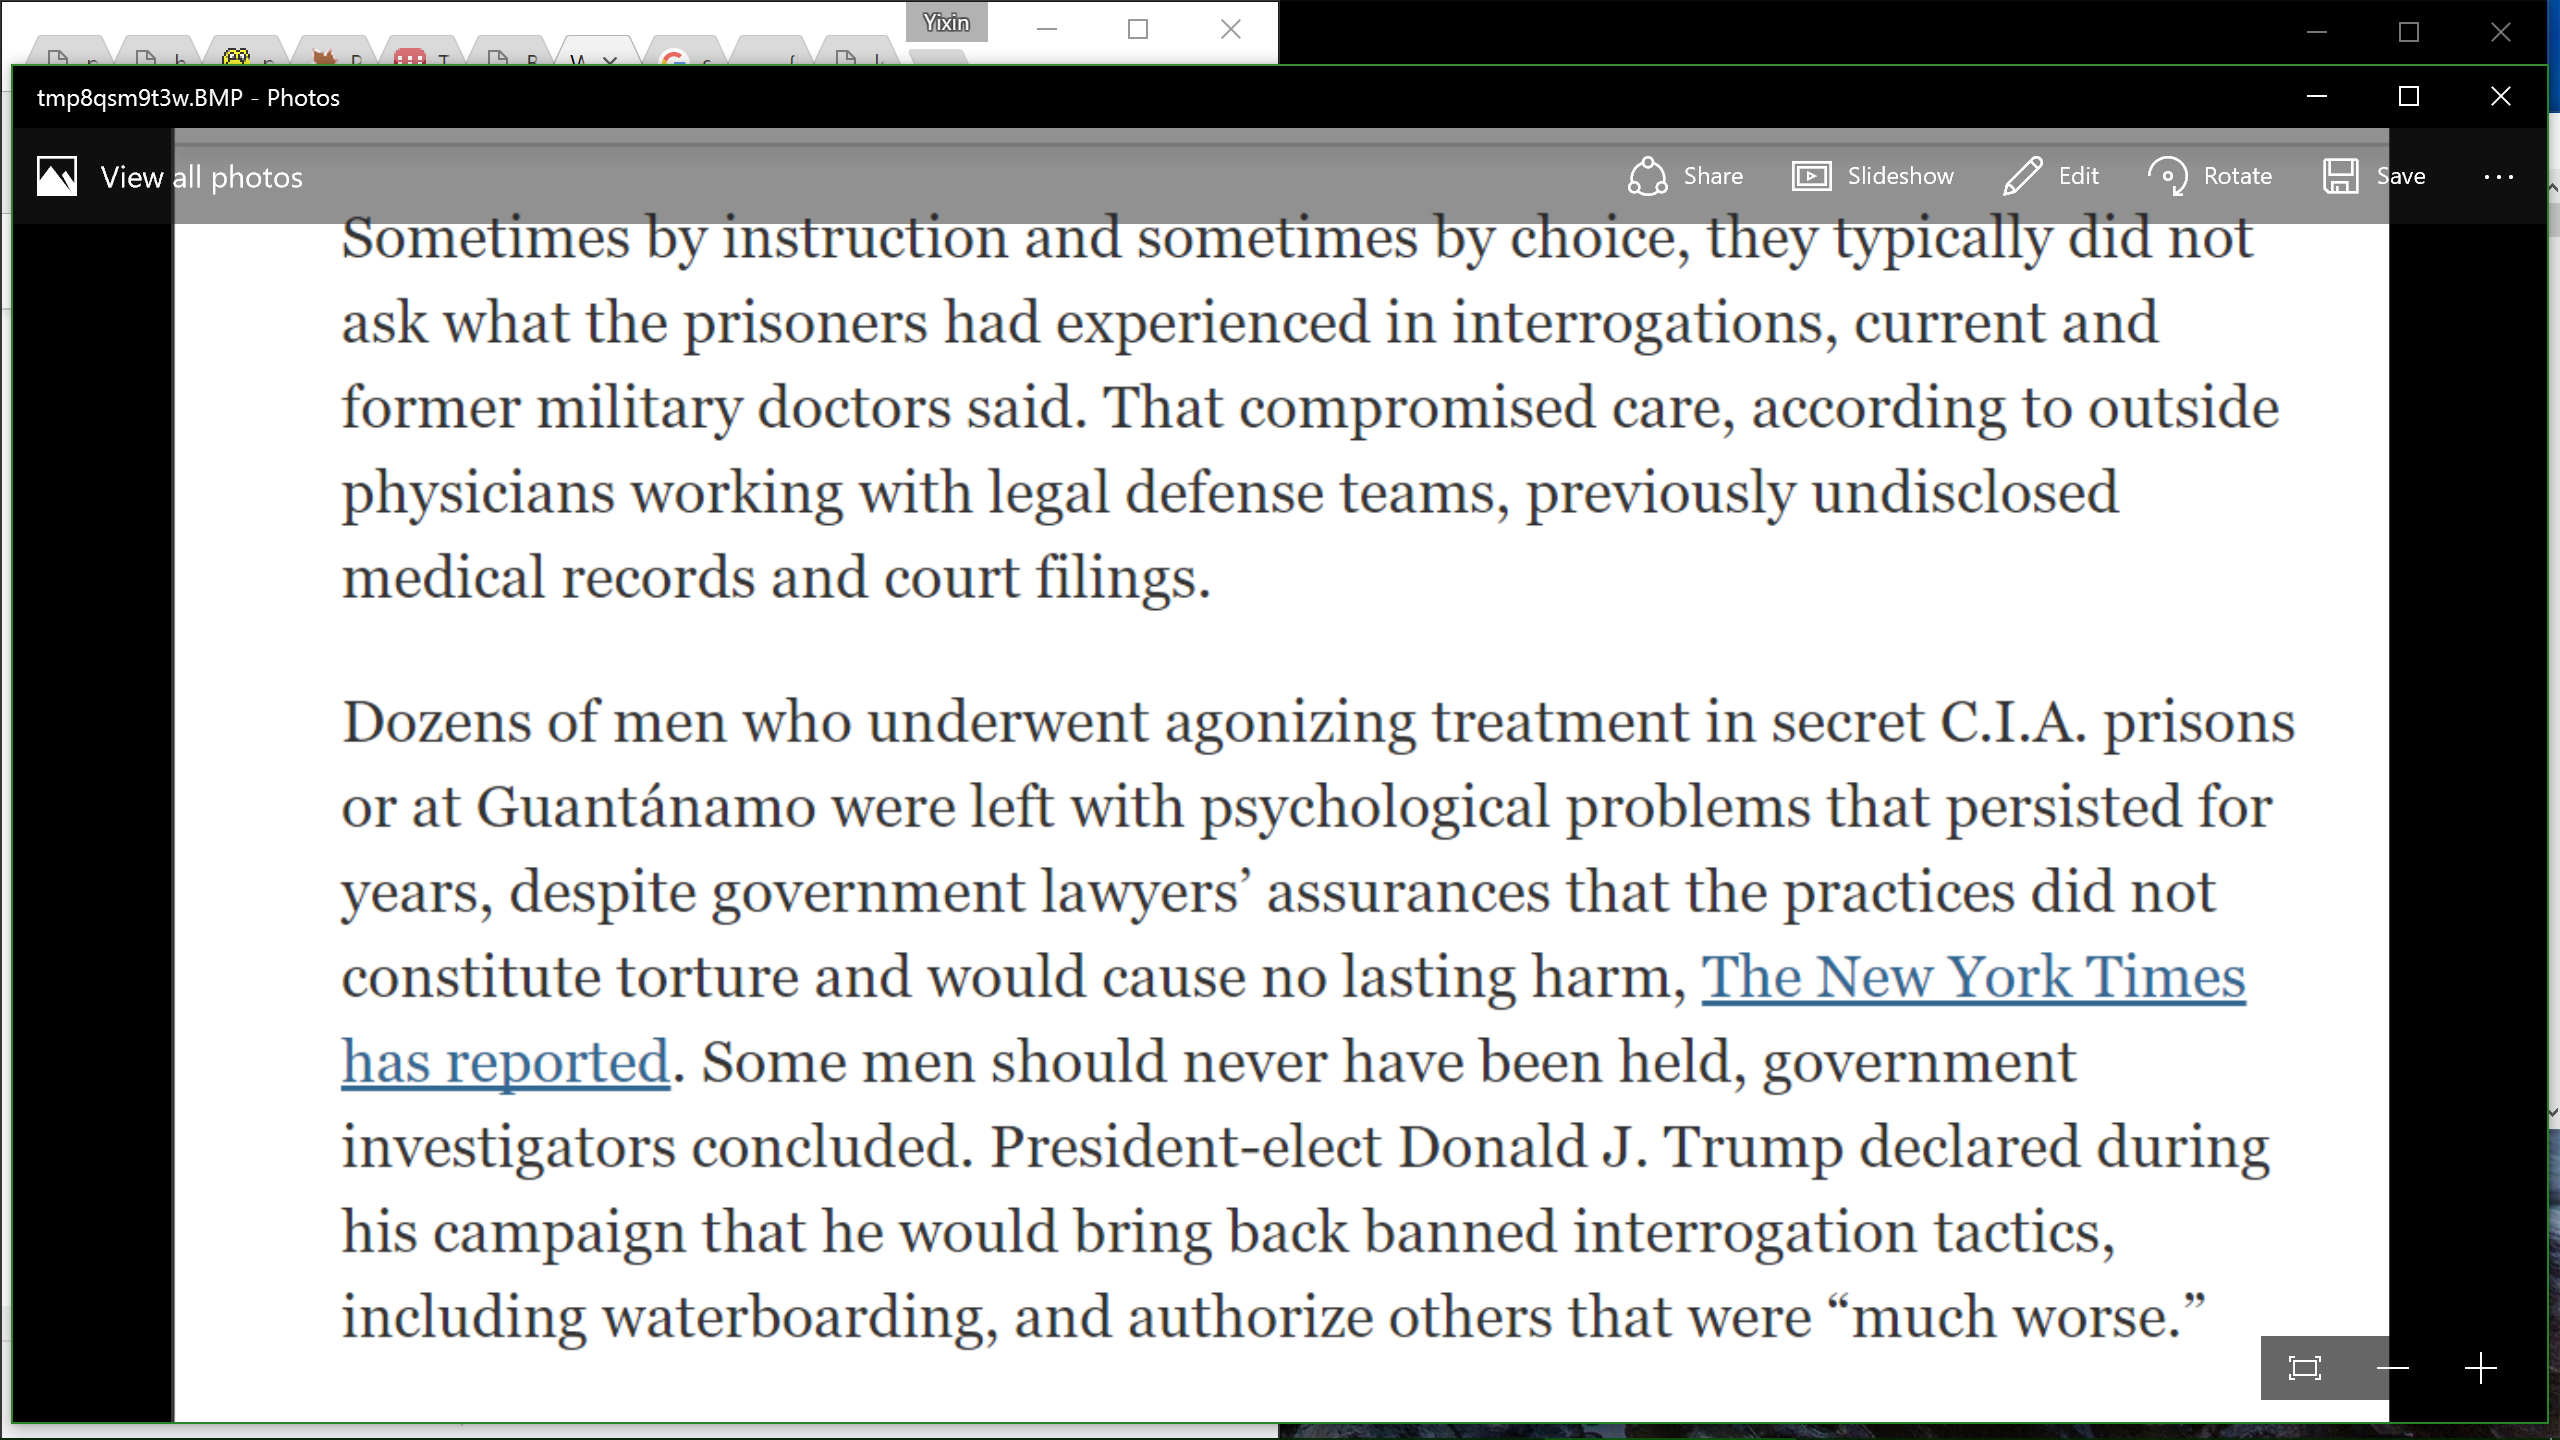 Yixin
tmp8qsm9t3w.BMP - Photos
View all photos
Share
Slideshow
Edit
Rotate
Save
Sometimes by instruction and sometimes by choice, they typically did not
ask what the prisoners had experienced in interrogations, current and
former military doctors said. That compromised care, according to outside
physicians working with legal defense teams, previously undisclosed
medical records and court filings.
Dozens of men who underwent agonizing treatment in secret C.I.A. prisons
or at Guantánamo were left with psychological problems that persisted for
years, despite government lawyers’ assurances that the practices did not
constitute torture and would cause no lasting harm, The New York Times
has reported. Some men should never have been held, government
investigators concluded. President-elect Donald J. Trump declared during
his campaign that he would bring back banned interrogation tactics,
including waterboarding, and authorize others that were “much worse.”